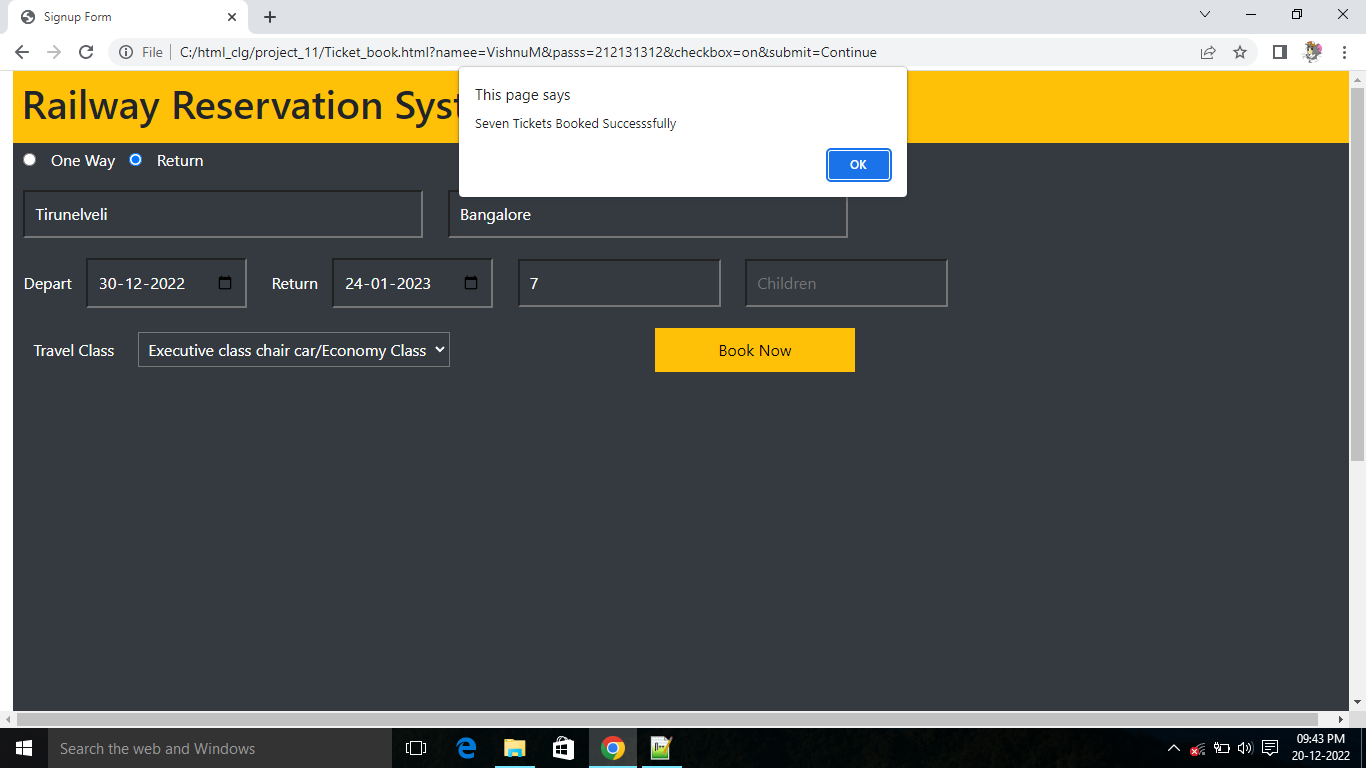 Signup Form
File
C:/html_clg/project_11/Ticket_book.html?namee=VishnuM&passs=212131312&checkbox=on&submit=Continue
Railway Reservation Syst
This page says
Seven Tickets Booked Successsfully
OK
One Way Return
Tirunelveli Bangalore
Depart 30-12-2022 Return 24-01-2023 7 Children
Travel Class Executive class chair car/Economy Class Book Now
Search the web and Windows
09:43 PM
20-12-2022